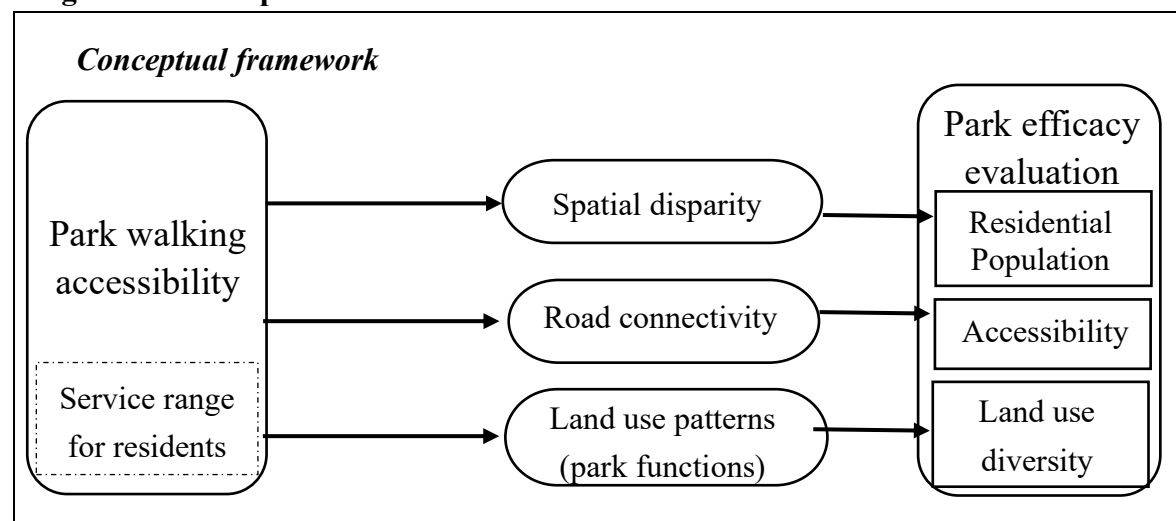 Conceptual framework
Park walking
accessibility
Service range
for residents
Spatial disparity
Road connectivity
Land use patterns
(park functions)
Park efficacy
evaluation
Residential
Population
Accessibility
Land use
diversity